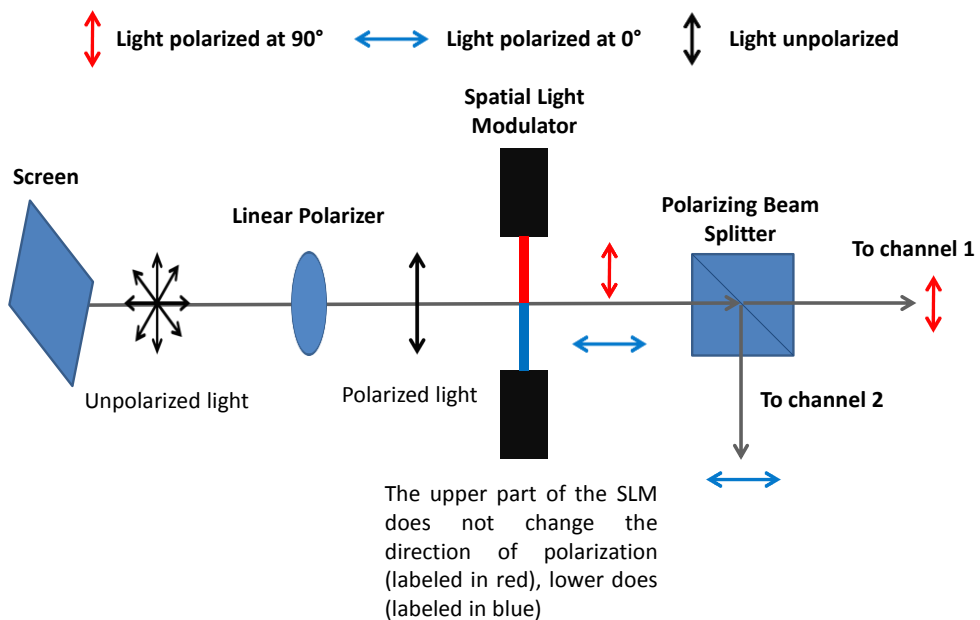 Light polarized at 90°
Light polarized at 0°
Light unpolarized
Spatial Light
Modulator
Screen
Linear Polarizer
Polarizing Beam
Splitter
To channel 1
Unpolarized light
Polarized light
To channel 2
The upper part of the SLM
does not change the
direction of polarization
(labeled in red), lower does
(labeled in blue)